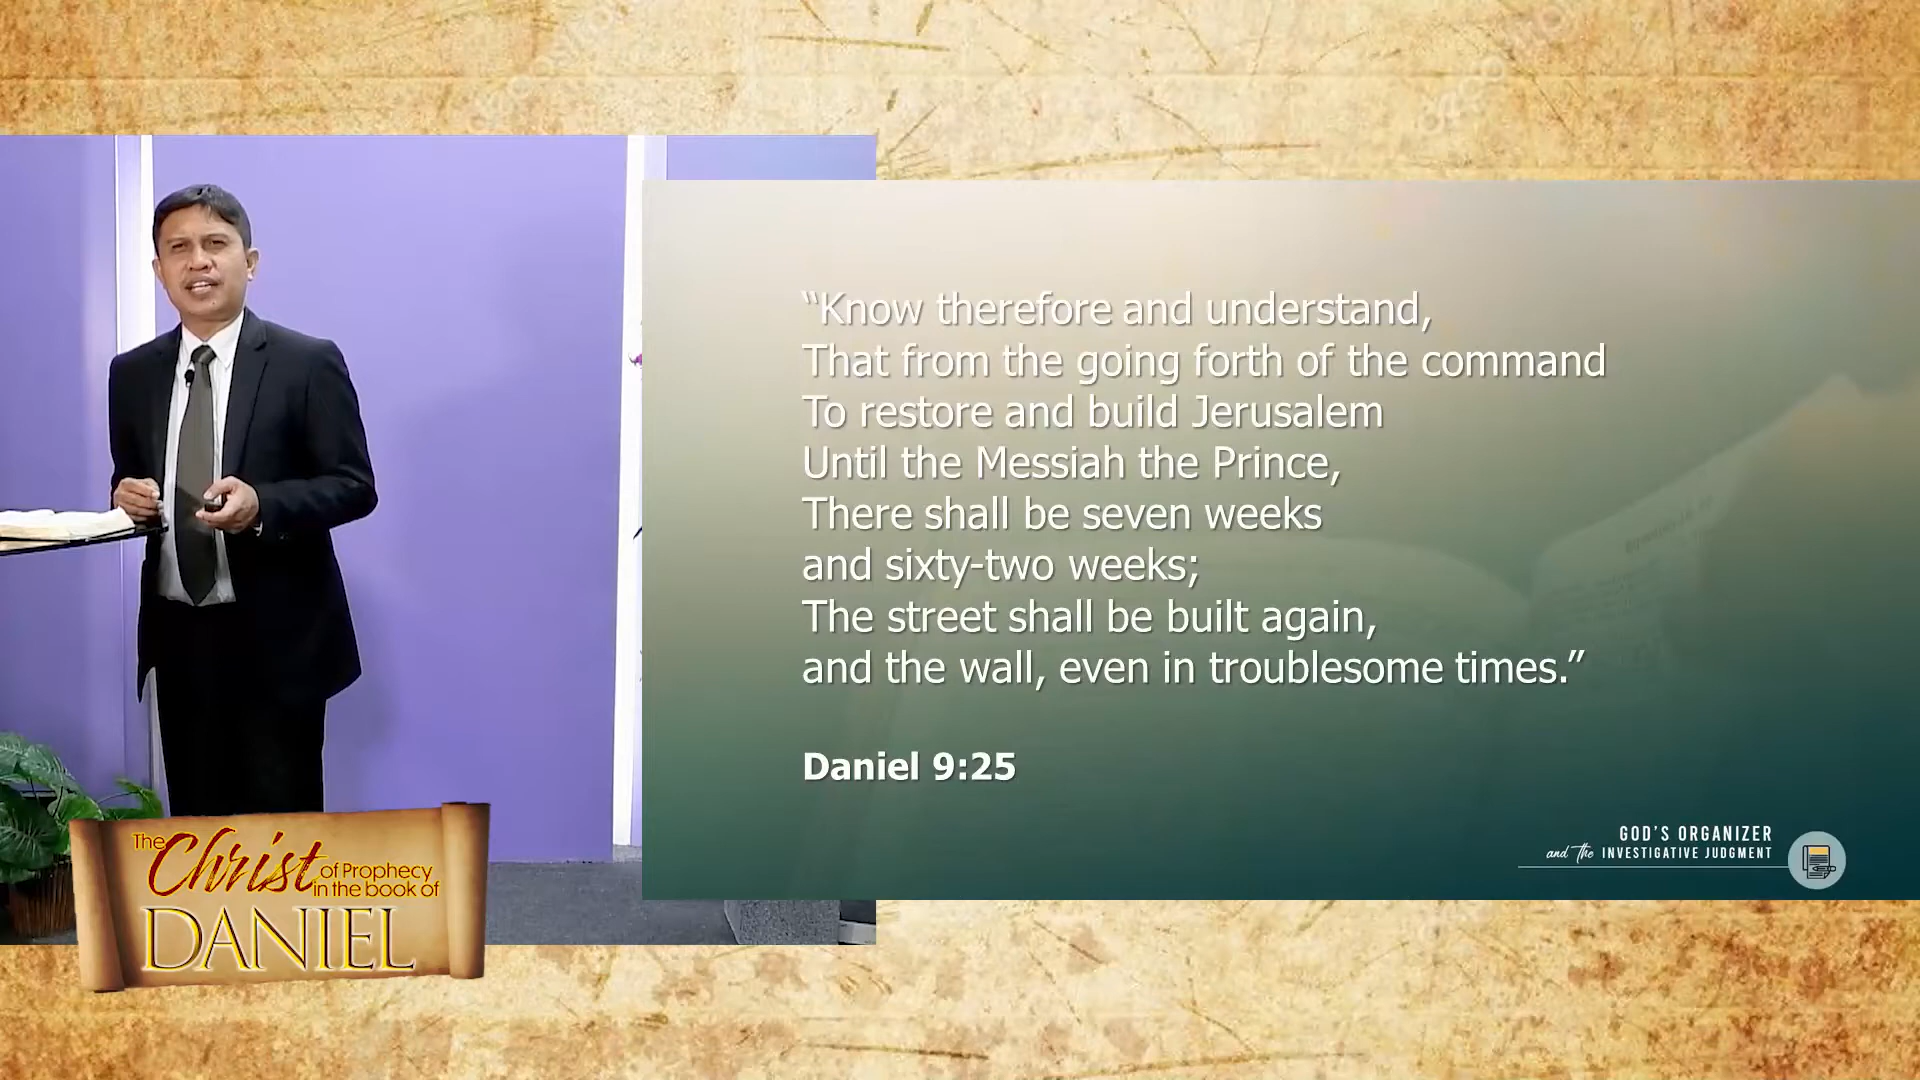 “Know therefore and understand,
That from the going forth of the command
To restore and build Jerusalem
Until the Messiah the Prince,
There shall be seven weeks
and sixty-two weeks;
The street shall be built again,
and the wall, even in troublesome times.”
Daniel 9:25
GOD'S ORGANIZER
and the INVESTIGATIVE JUDGMENT
The Christ of Prophecy
in the book of
DANIEL